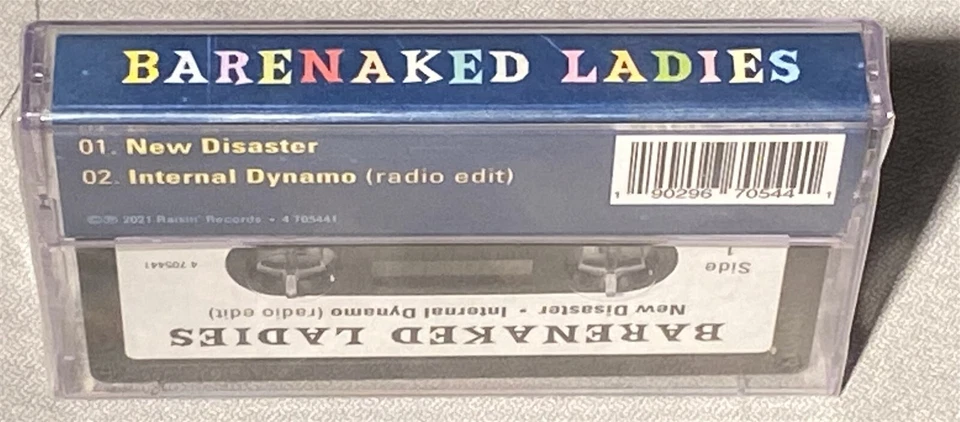 BARENAKED LADIES
01. New Disaster
02. Internal Dynamo (radio edit)
©℗ 2021 Raisin' Records • 4 705441
1 90296 70544 1
4 705441
Side 1
New Disaster • Internal Dynamo (radio edit)
BARENAKED LADIES